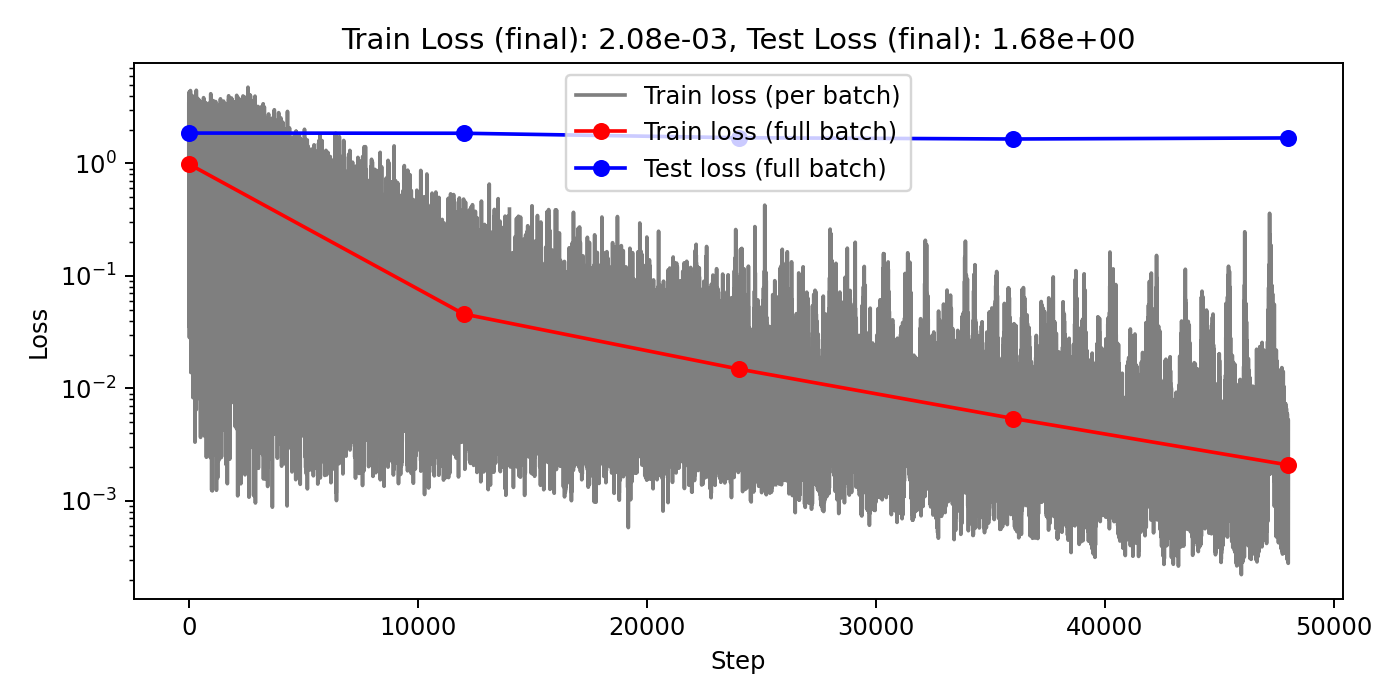 Train Loss (final): 2.08e-03, Test Loss (final): 1.68e+00
Train loss (per batch)
Train loss (full batch)
Test loss (full batch)
Loss
10⁰
10⁻¹
10⁻²
10⁻³
0 10000 20000 30000 40000 50000
Step